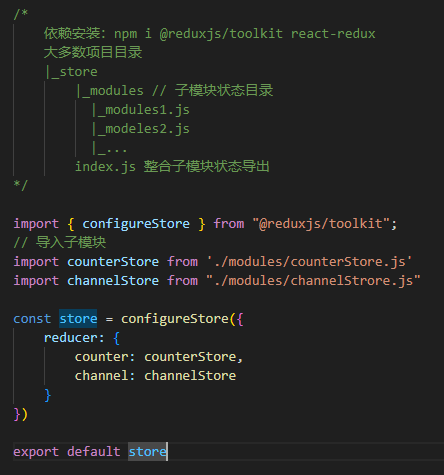 /*
依赖安装：npm i @reduxjs/toolkit react-redux
大多数项目目录
|_store
|_modules // 子模块状态目录
|_modules1.js
|_modeles2.js
|_...
index.js 整合子模块状态导出
*/
import { configureStore } from "@reduxjs/toolkit";
// 导入子模块
import counterStore from './modules/counterStore.js'
import channelStore from "./modules/channelStrore.js"
const store = configureStore({
reducer: {
counter: counterStore,
channel: channelStore
}
})
export default store